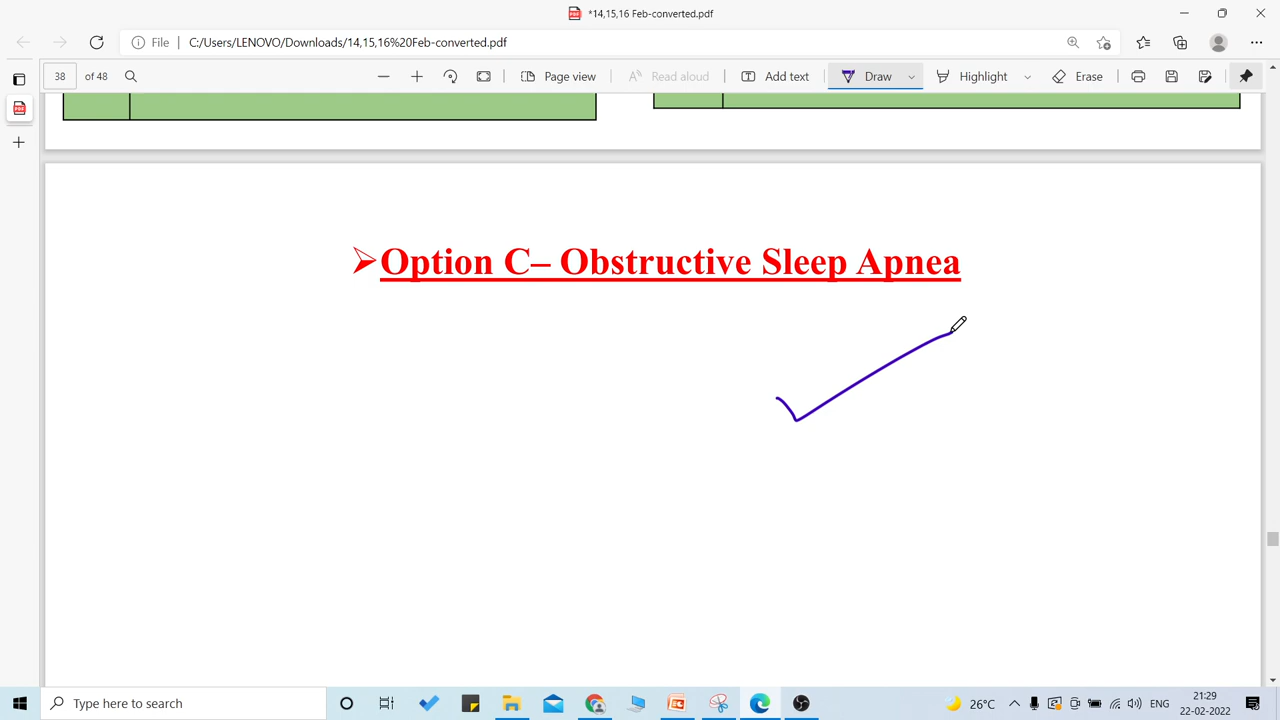 *14,15,16 Feb-converted.pdf
File C:/Users/LENOVO/Downloads/14,15,16%20Feb-converted.pdf
38 of 48 Page view Read aloud Add text Draw Highlight Erase
➢Option C– Obstructive Sleep Apnea
Type here to search 26°C ENG 21:29
22-02-2022